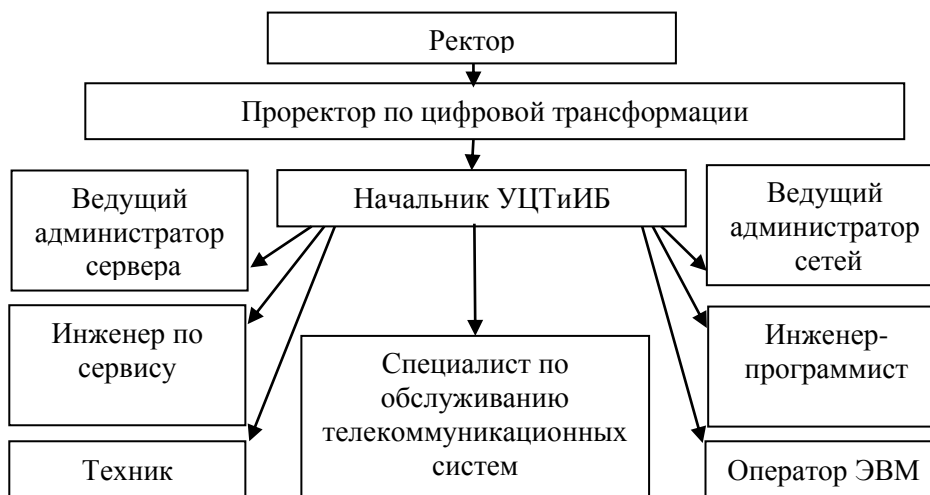 Ректор
Проректор по цифровой трансформации
Ведущий
администратор
сервера
Начальник УЦТиИБ
Ведущий
администратор
сетей
Инженер по
сервису
Специалист по
обслуживанию
телекоммуникационных
систем
Инженер-
программист
Техник
Оператор ЭВМ